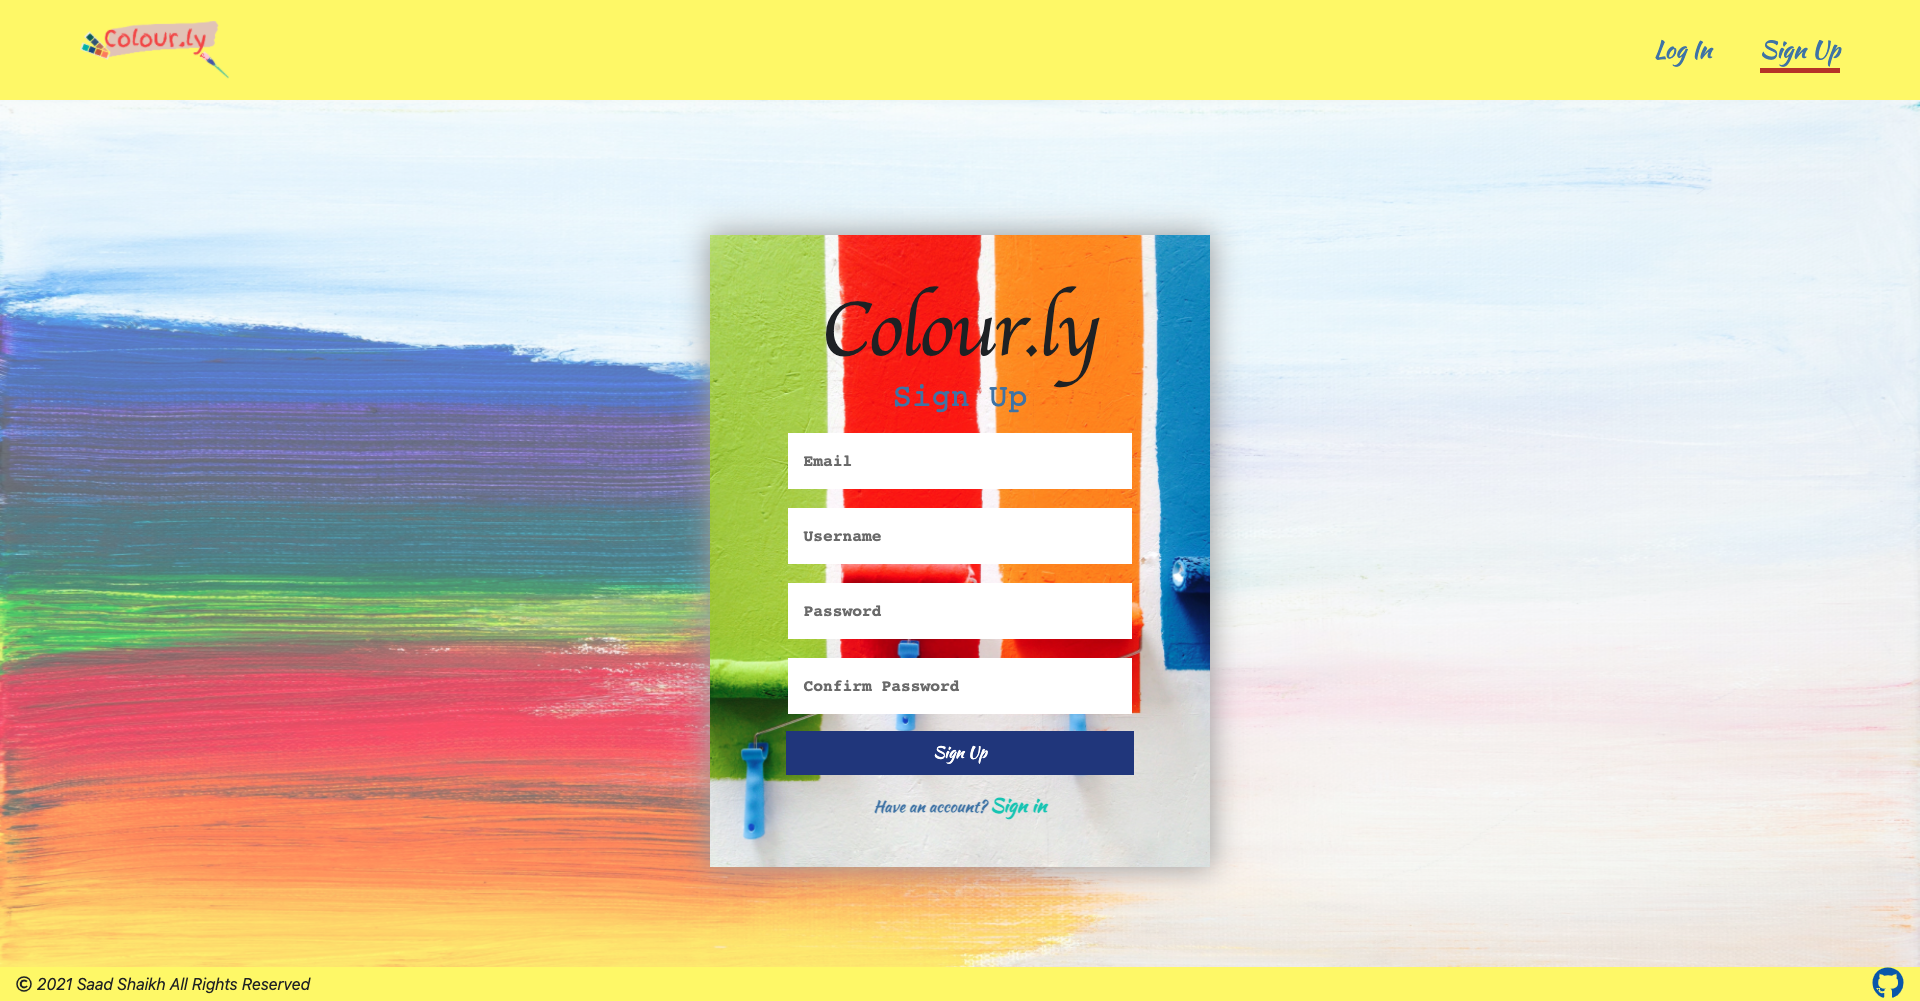 Colour.ly
Log In
Sign Up
Colour.ly
Sign Up
Email
Username
Password
Confirm Password
Sign Up
Have an account? Sign in
© 2021 Saad Shaikh All Rights Reserved